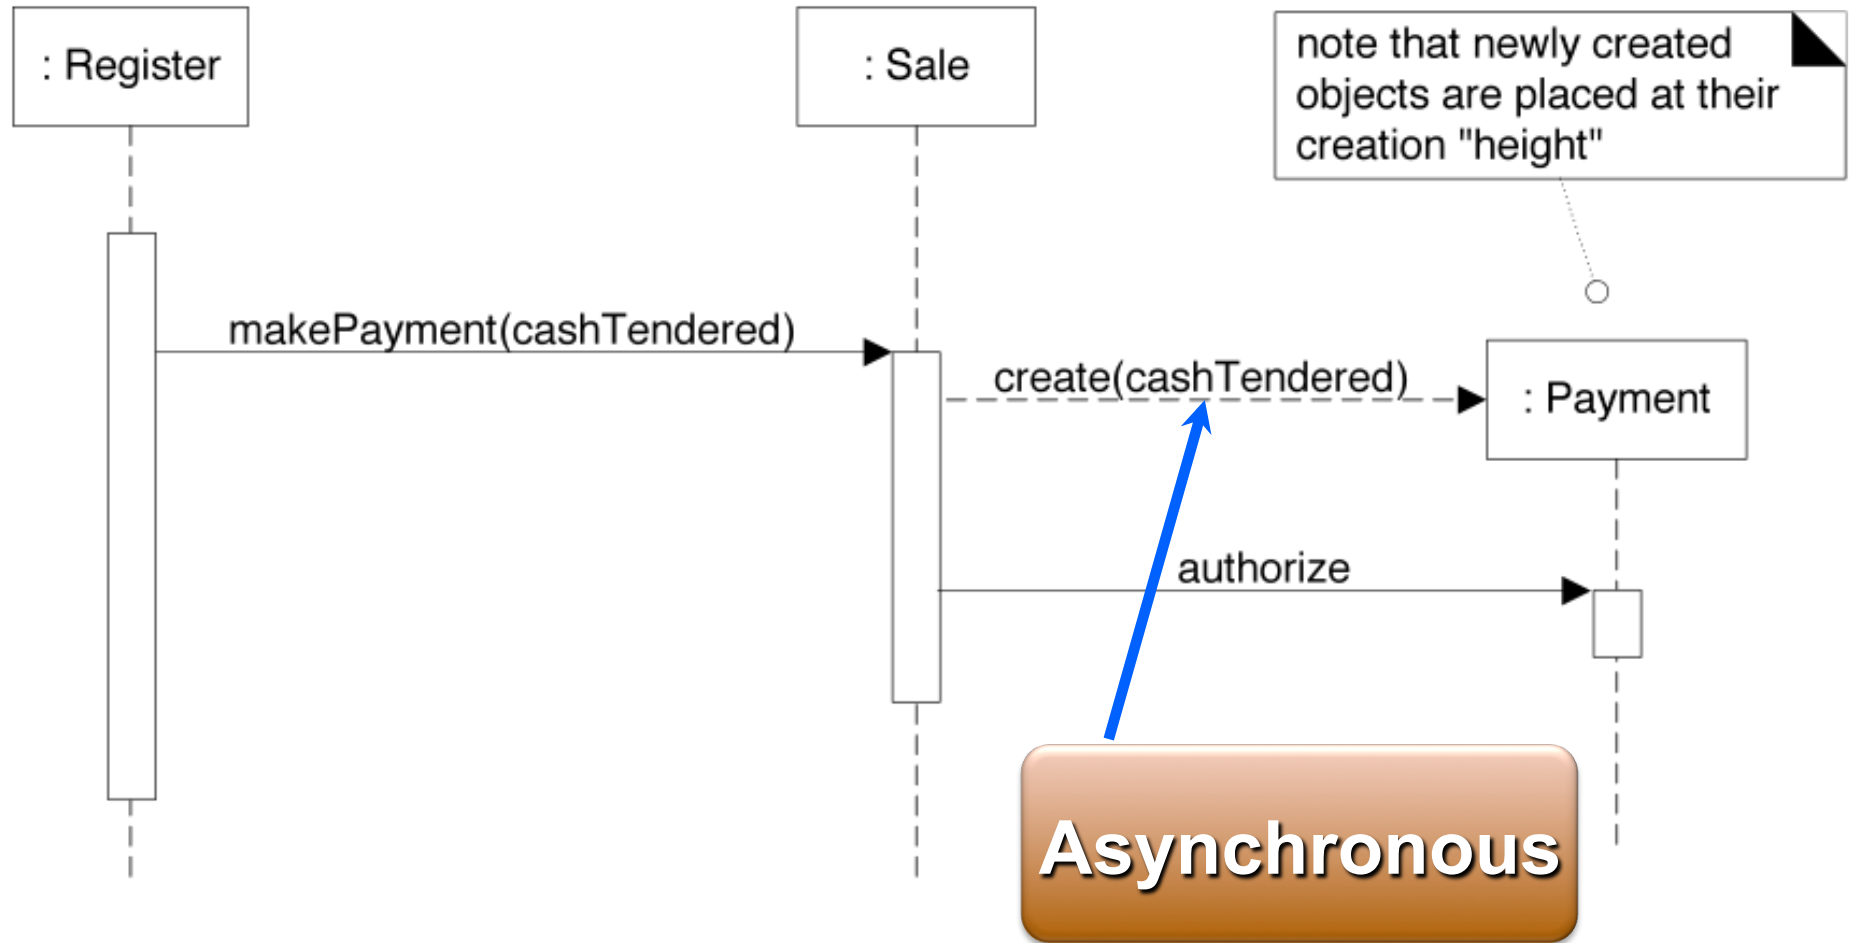 : Register
: Sale
note that newly created
objects are placed at their
creation "height"
makePayment(cashTendered)
create(cashTendered)
: Payment
authorize
Asynchronous